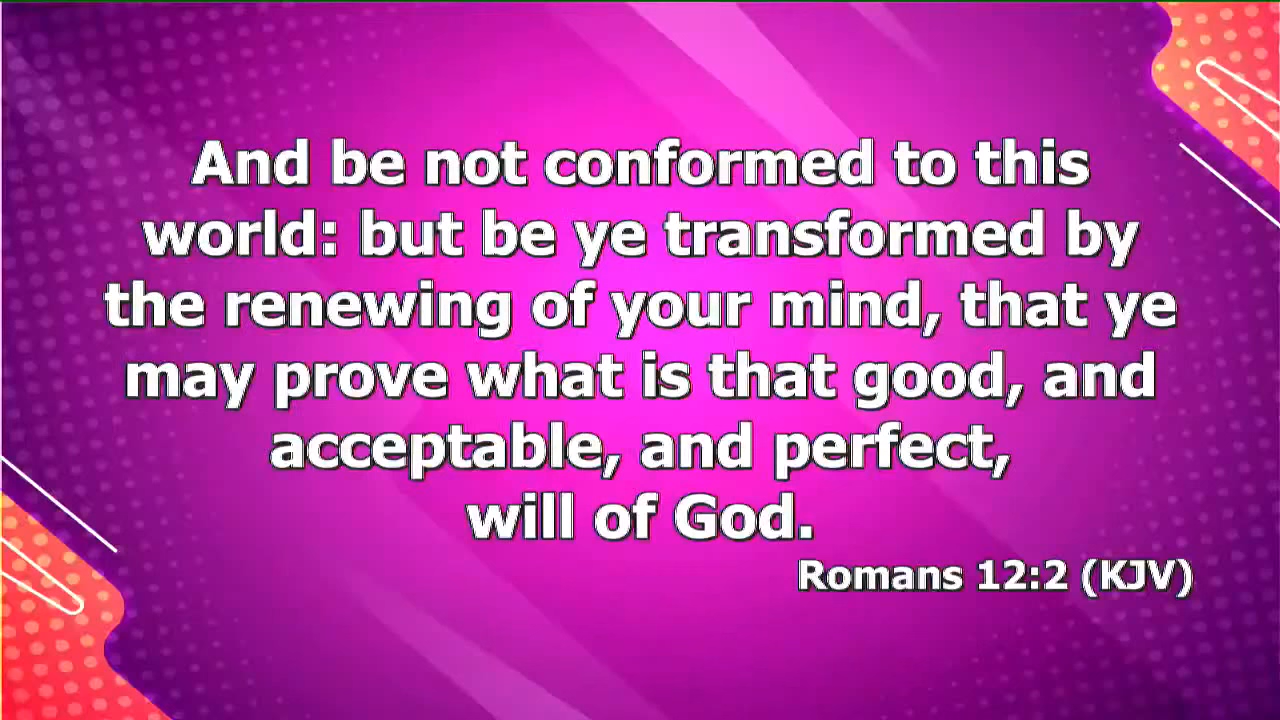 And be not conformed to this
world: but be ye transformed by
the renewing of your mind, that ye
may prove what is that good, and
acceptable, and perfect,
will of God.
Romans 12:2 (KJV)